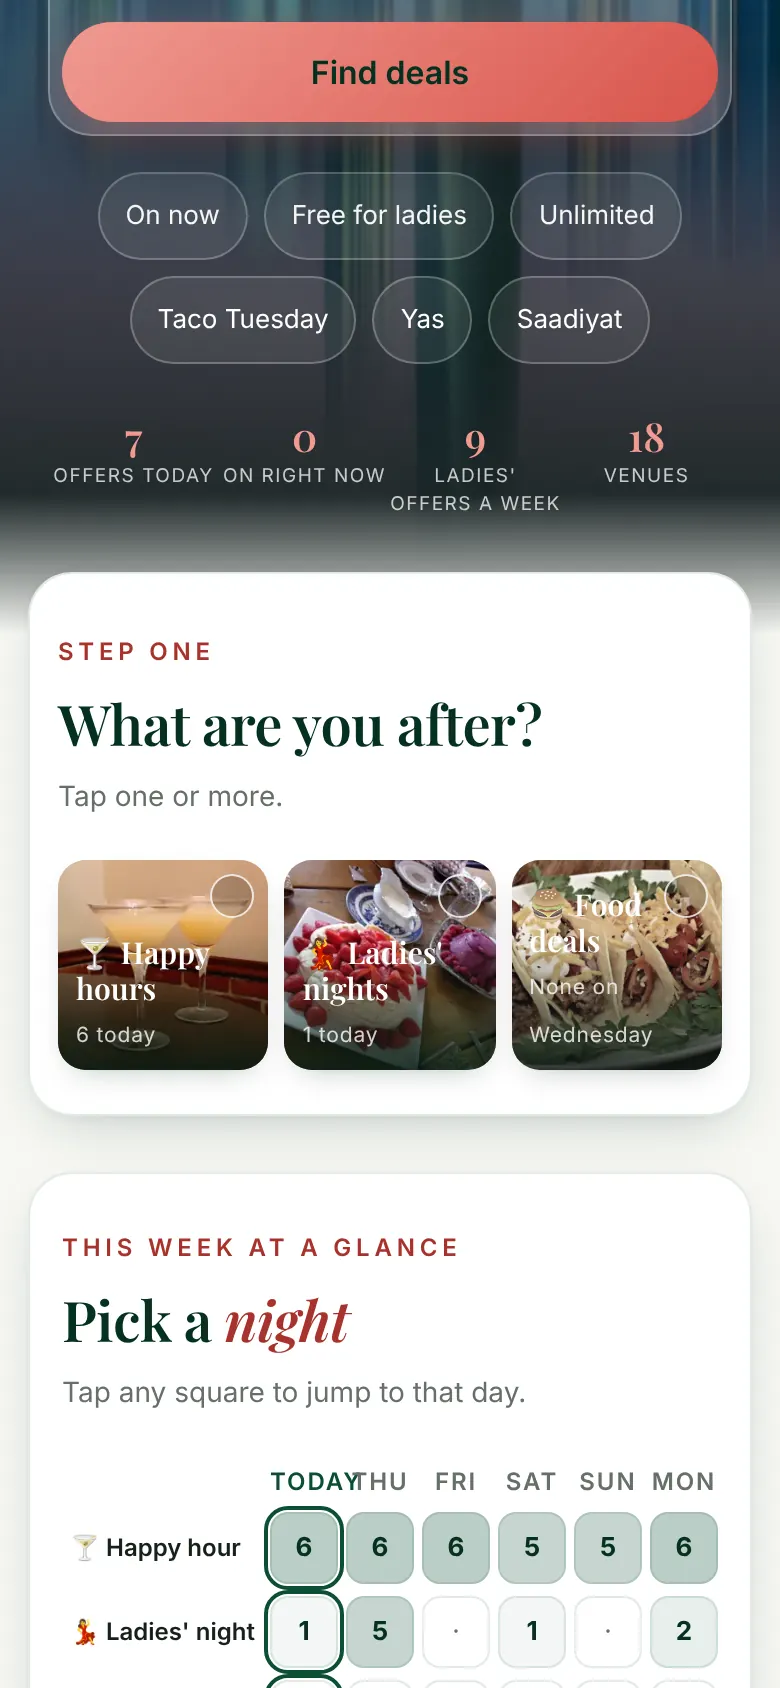 Find deals
On now
Free for ladies
Unlimited
Taco Tuesday
Yas
Saadiyat
7
OFFERS TODAY
0
ON RIGHT NOW
9
LADIES'
OFFERS A WEEK
18
VENUES
STEP ONE
What are you after?
Tap one or more.
🍸 Happy
hours
6 today
💃 Ladies'
nights
1 today
🍔 Food
deals
None on
Wednesday
THIS WEEK AT A GLANCE
Pick a night
Tap any square to jump to that day.
TODAY THU FRI SAT SUN MON
🍸 Happy hour 6 6 6 5 5 6
💃 Ladies' night 1 5 · 1 · 2